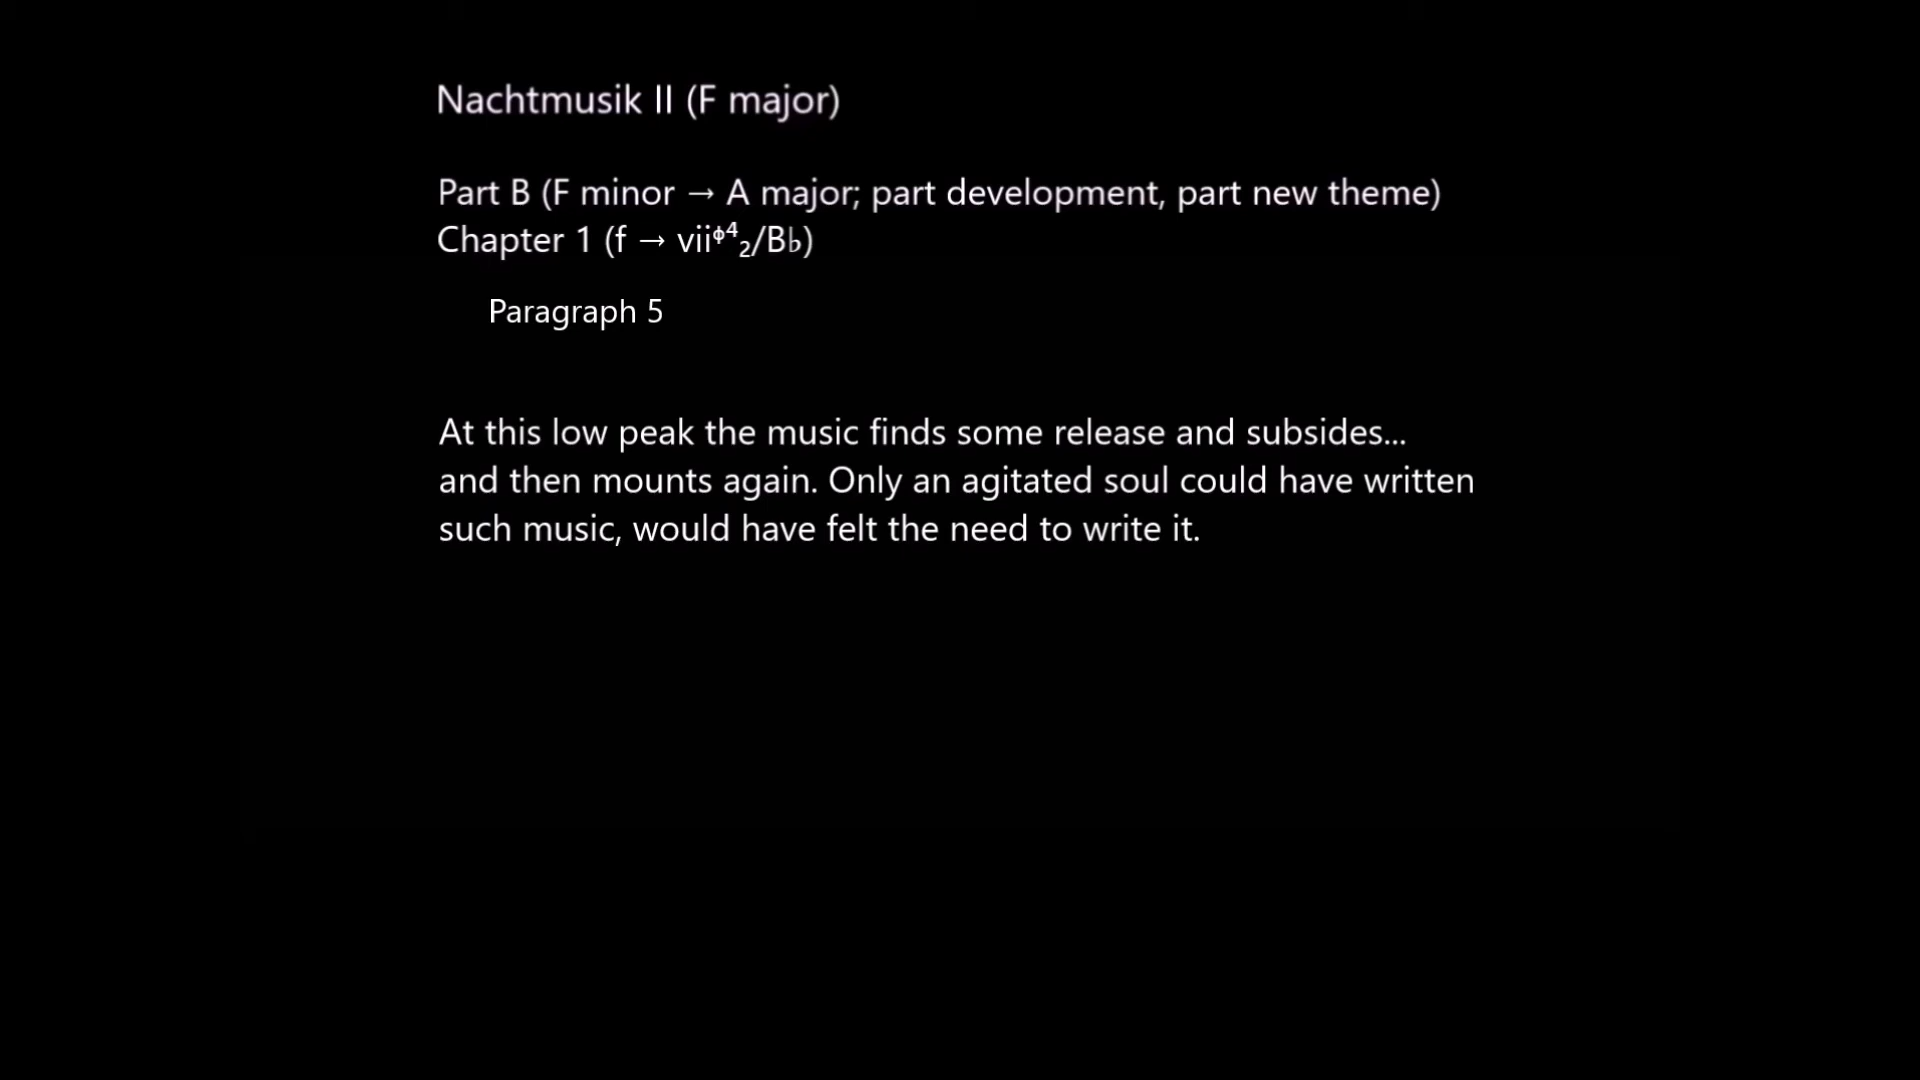 Nachtmusik II (F major)
Part B (F minor → A major; part development, part new theme)
Chapter 1 (f → viiᶲ⁴₂/B♭)
Paragraph 5
At this low peak the music finds some release and subsides...
and then mounts again. Only an agitated soul could have written
such music, would have felt the need to write it.